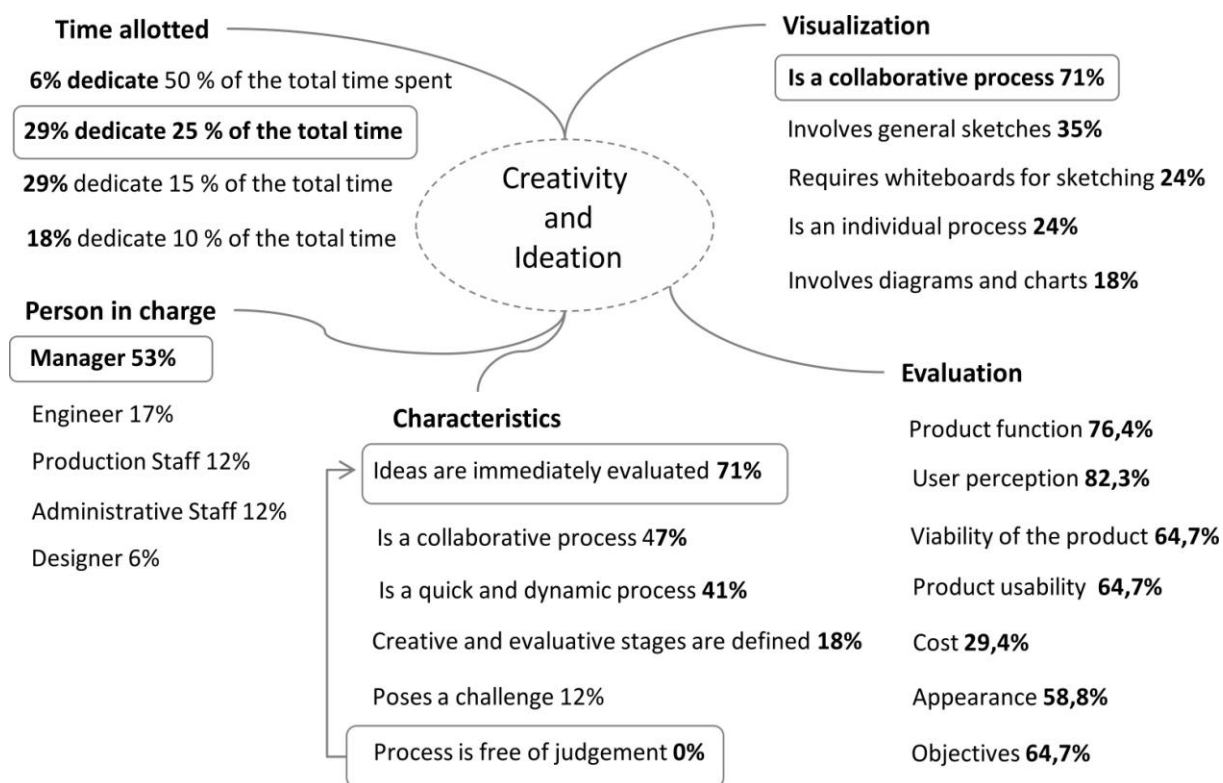 Time allotted
6% dedicate 50 % of the total time spent
29% dedicate 25 % of the total time
29% dedicate 15 % of the total time
18% dedicate 10 % of the total time
Visualization
Is a collaborative process 71%
Involves general sketches 35%
Requires whiteboards for sketching 24%
Is an individual process 24%
Involves diagrams and charts 18%
Creativity
and
Ideation
Person in charge
Manager 53%
Engineer 17%
Production Staff 12%
Administrative Staff 12%
Designer 6%
Characteristics
Ideas are immediately evaluated 71%
Is a collaborative process 47%
Is a quick and dynamic process 41%
Creative and evaluative stages are defined 18%
Poses a challenge 12%
Process is free of judgement 0%
Evaluation
Product function 76,4%
User perception 82,3%
Viability of the product 64,7%
Product usability 64,7%
Cost 29,4%
Appearance 58,8%
Objectives 64,7%